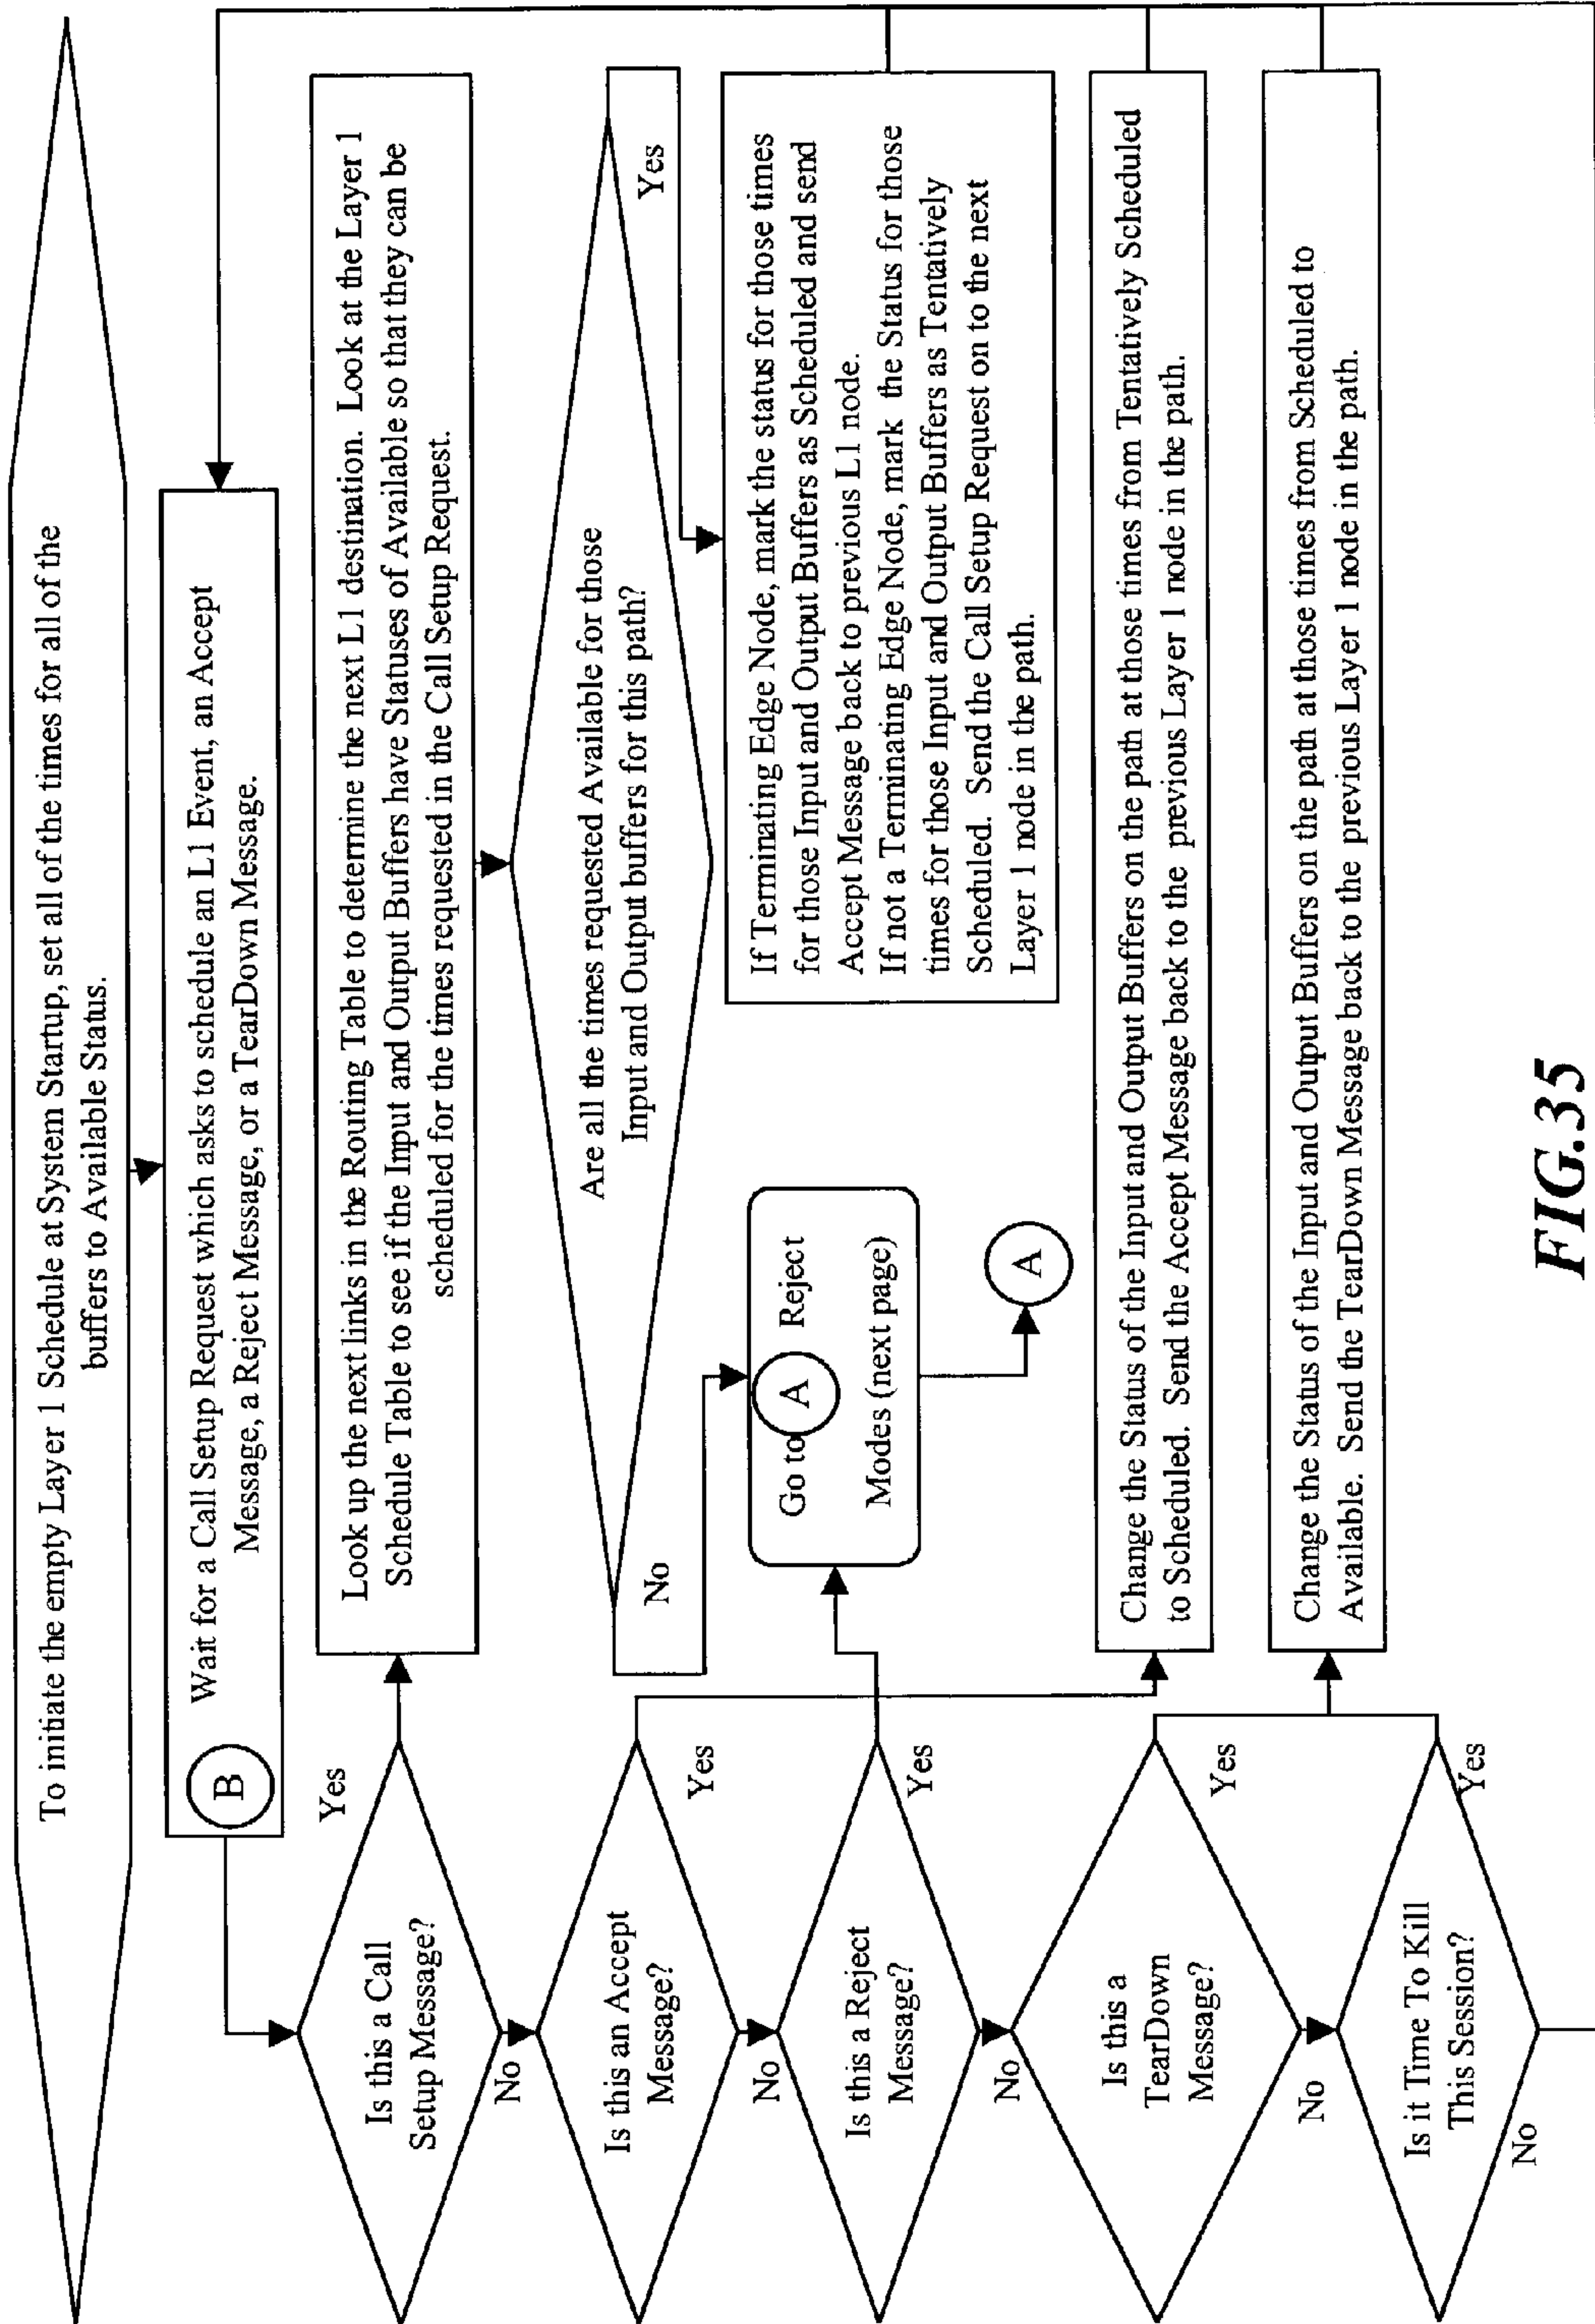 To initiate the empty Layer 1 Schedule at System Startup, set all of the times for all of the
buffers to Available Status.
B
Wait for a Call Setup Request which asks to schedule an L1 Event, an Accept
Message, a Reject Message, or a TearDown Message.
Is this a Call
Setup Message?
Yes
No
Look up the next links in the Routing Table to determine the next L1 destination. Look at the Layer 1
Schedule Table to see if the Input and Output Buffers have Statuses of Available so that they can be
scheduled for the times requested in the Call Setup Request.
Are all the times requested Available for those
Input and Output buffers for this path?
No
Yes
Is this an Accept
Message?
Yes
No
Go to A Reject
Modes (next page)
A
If Terminating Edge Node, mark the status for those times
for those Input and Output Buffers as Scheduled and send
Accept Message back to previous L1 node.
If not a Terminating Edge Node, mark the Status for those
times for those Input and Output Buffers as Tentatively
Scheduled. Send the Call Setup Request on to the next
Layer 1 node in the path.
Is this a Reject
Message?
Yes
No
Is this a
TearDown
Message?
Yes
No
Change the Status of the Input and Output Buffers on the path at those times from Tentatively Scheduled
to Scheduled. Send the Accept Message back to the previous Layer 1 node in the path.
Is it Time To Kill
This Session?
Yes
No
Change the Status of the Input and Output Buffers on the path at those times from Scheduled to
Available. Send the TearDown Message back to the previous Layer 1 node in the path.
FIG.35